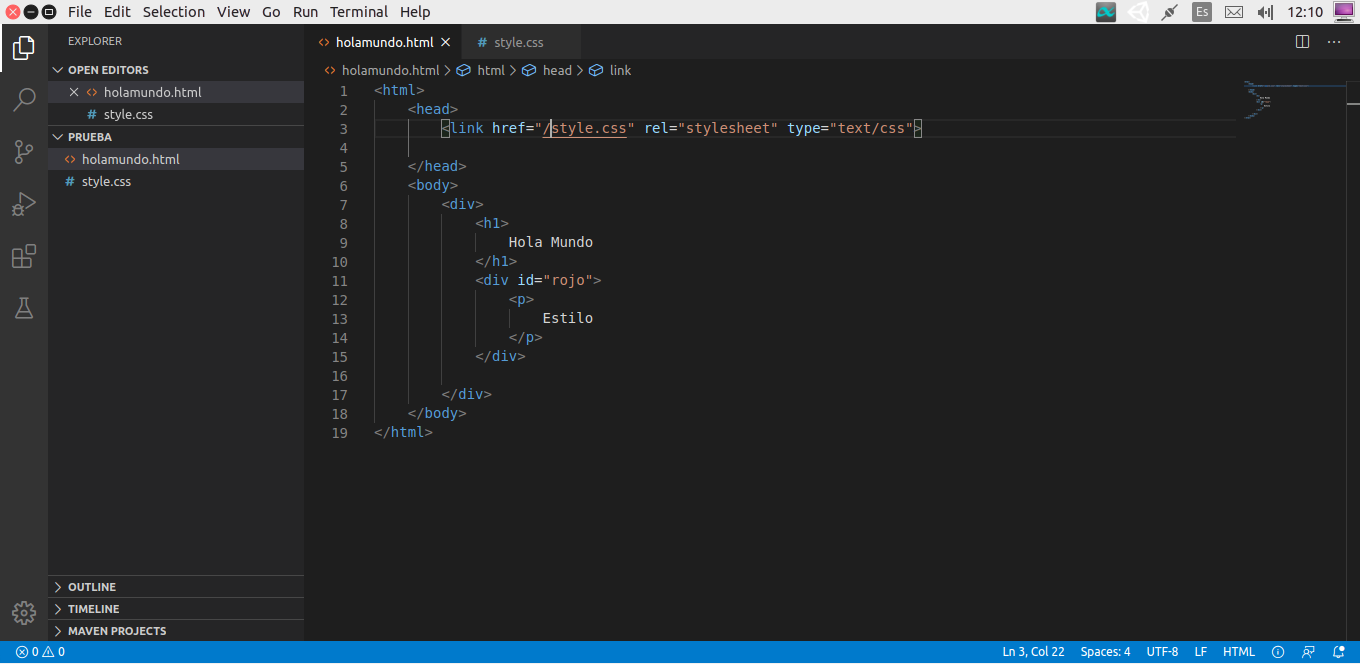 File Edit Selection View Go Run Terminal Help Es 12:10
EXPLORER
OPEN EDITORS
holamundo.html
# style.css
PRUEBA
holamundo.html
# style.css
OUTLINE
TIMELINE
MAVEN PROJECTS
holamundo.html # style.css
holamundo.html > html > head > link
1 <html>
2 <head>
3 <link href="/style.css" rel="stylesheet" type="text/css">
4
5 </head>
6 <body>
7 <div>
8 <h1>
9 Hola Mundo
10 </h1>
11 <div id="rojo">
12 <p>
13 Estilo
14 </p>
15 </div>
16
17 </div>
18 </body>
19 </html>
0 0 Ln 3, Col 22 Spaces: 4 UTF-8 LF HTML